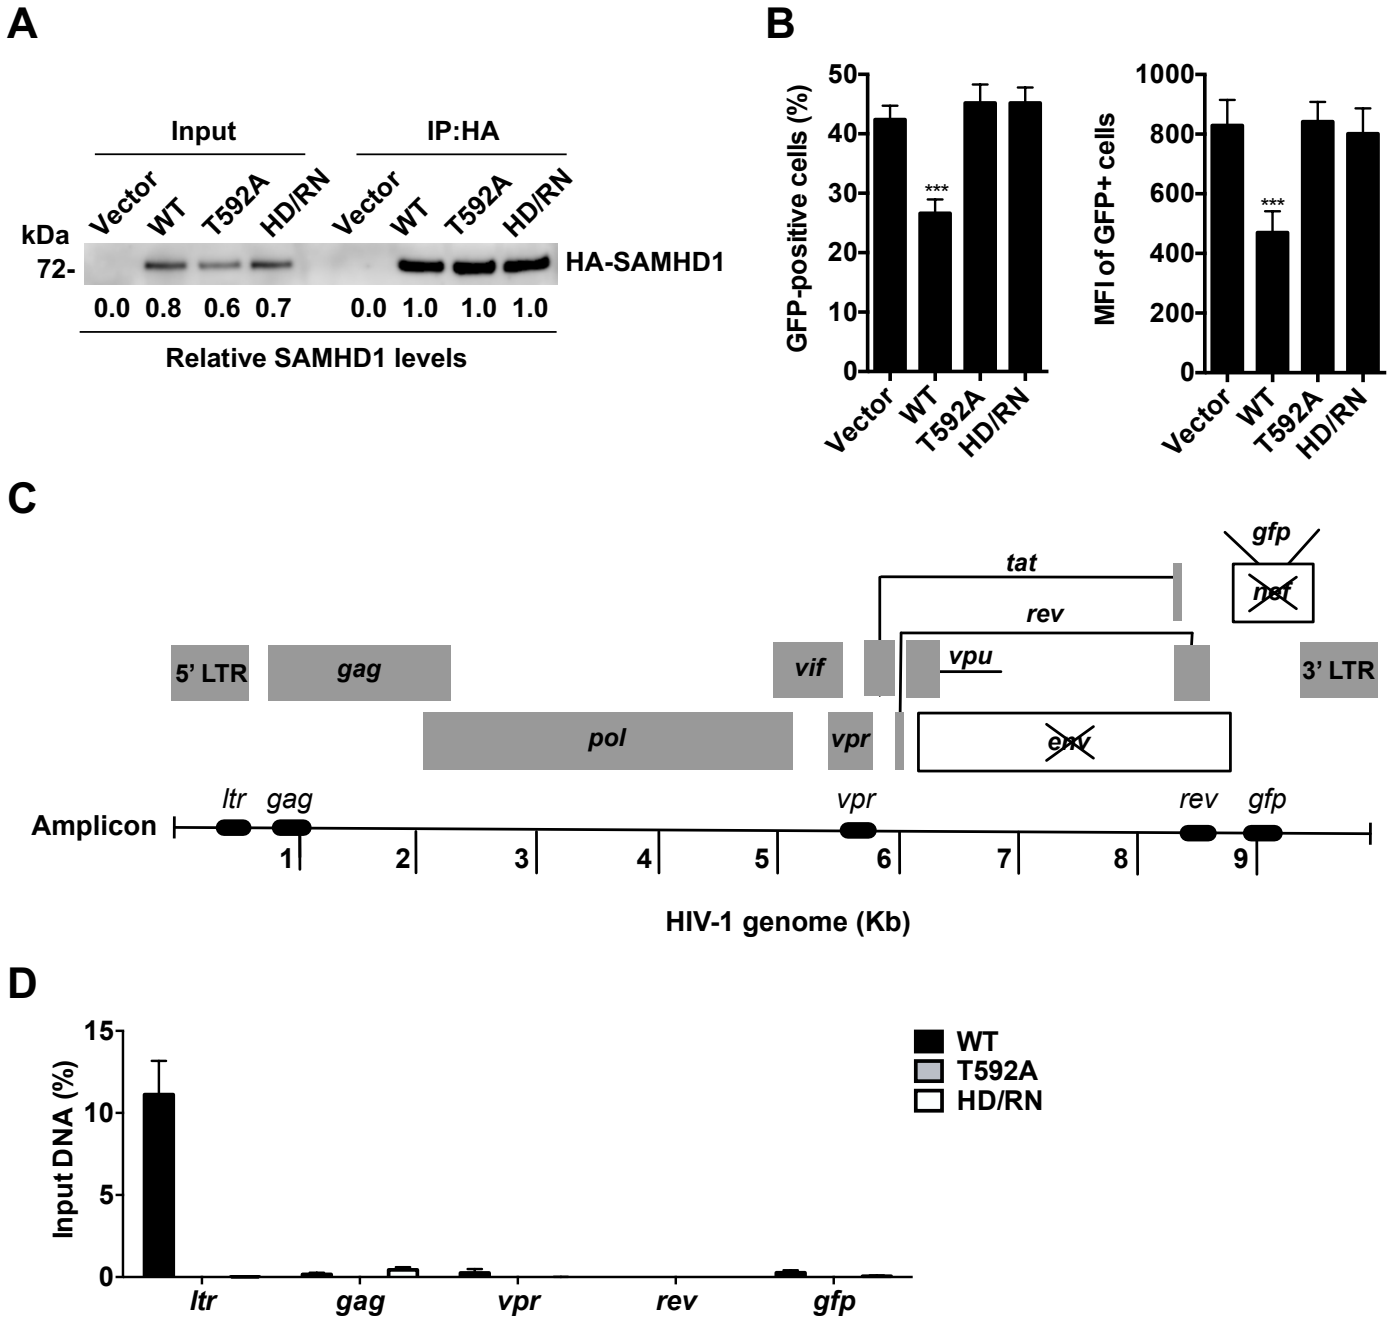 A
Input
IP:HA
Vector
WT
T592A
HD/RN
Vector
WT
T592A
HD/RN
kDa
72-
HA-SAMHD1
0.0 0.8 0.6 0.7 0.0 1.0 1.0 1.0
Relative SAMHD1 levels
B
GFP-positive cells (%)
50
40
30
20
10
0
***
Vector
WT
T592A
HD/RN
MFI of GFP+ cells
1000
800
600
400
200
0
***
Vector
WT
T592A
HD/RN
C
gfp
nef
tat
rev
5’ LTR
gag
vif
vpu
3’ LTR
pol
vpr
env
ltr gag vpr rev gfp
Amplicon
1 2 3 4 5 6 7 8 9
HIV-1 genome (Kb)
D
Input DNA (%)
15
10
5
0
ltr gag vpr rev gfp
WT
T592A
HD/RN